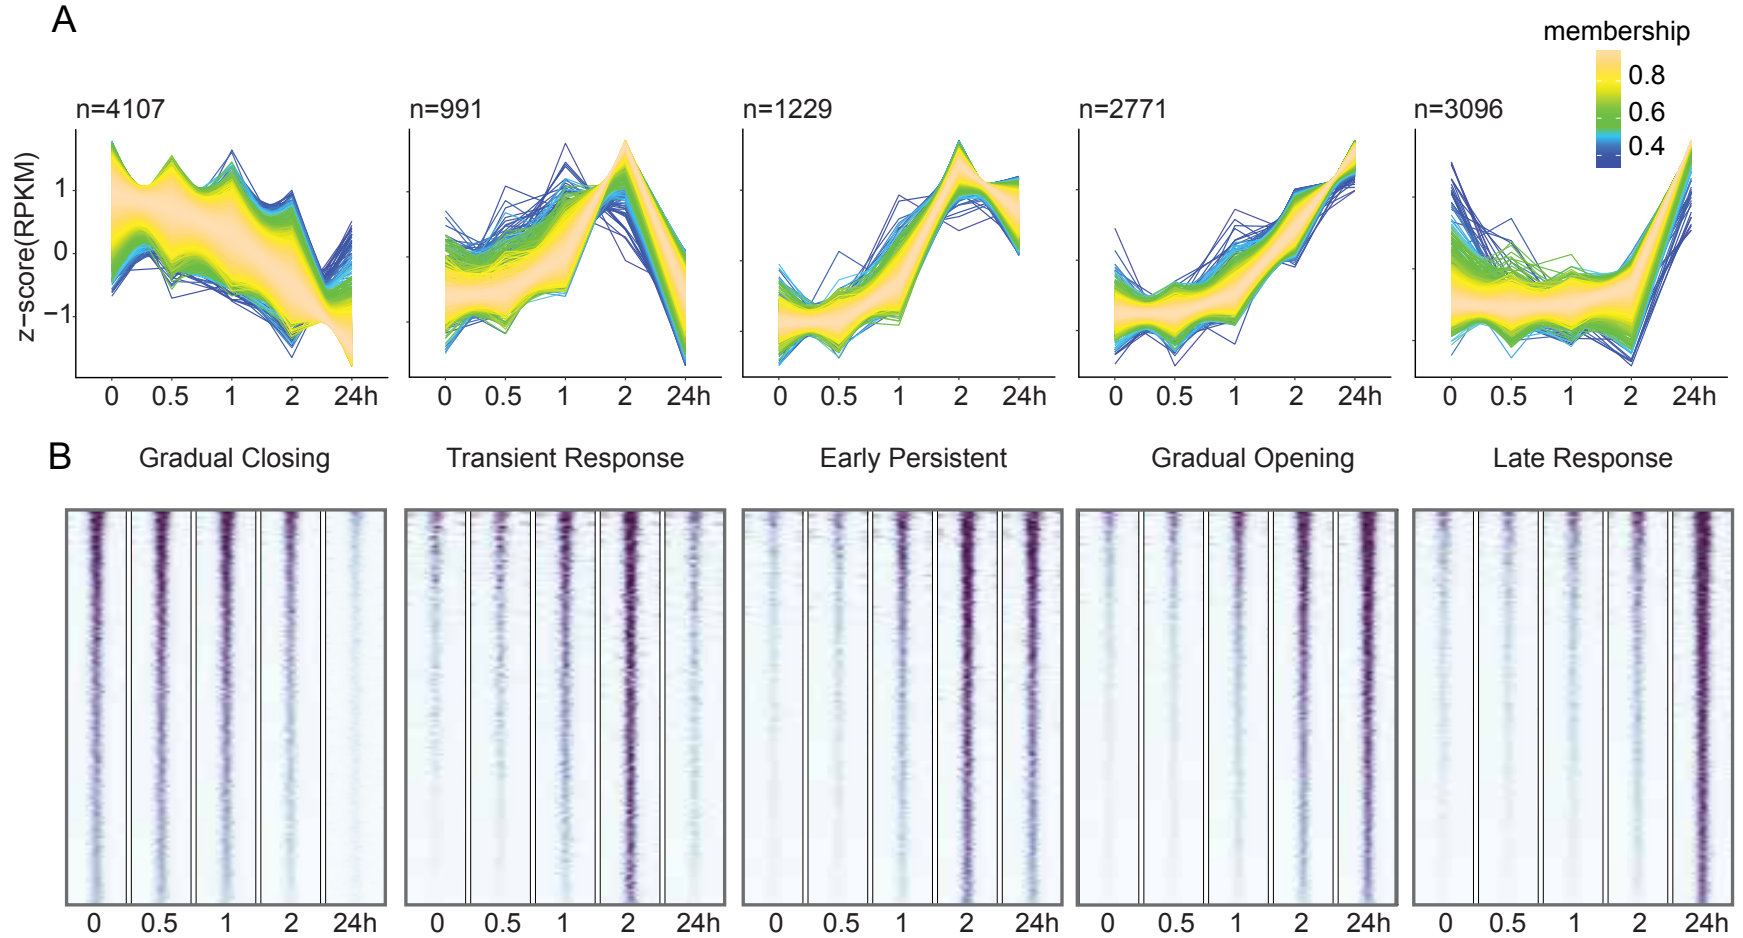 A
membership
0.8
0.6
0.4
n=4107
n=991
n=1229
n=2771
n=3096
z−score(RPKM)
1
0
−1
0 0.5 1 2 24h
0 0.5 1 2 24h
0 0.5 1 2 24h
0 0.5 1 2 24h
0 0.5 1 2 24h
B
Gradual Closing
Transient Response
Early Persistent
Gradual Opening
Late Response
0 0.5 1 2 24h
0 0.5 1 2 24h
0 0.5 1 2 24h
0 0.5 1 2 24h
0 0.5 1 2 24h